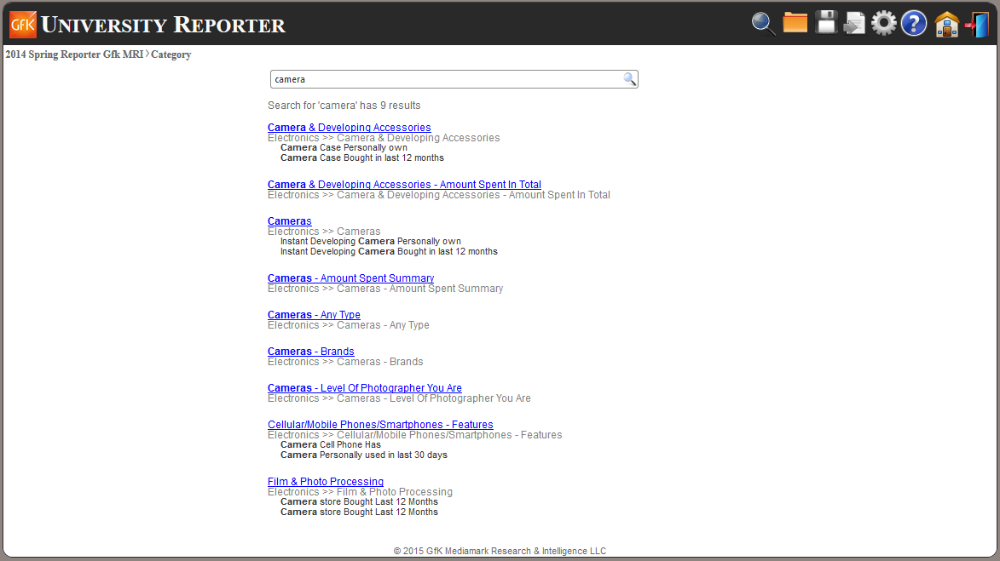 GfK UNIVERSITY REPORTER
?
2014 Spring Reporter Gfk MRI > Category
camera
Search for 'camera' has 9 results
Camera & Developing Accessories
Electronics >> Camera & Developing Accessories
Camera Case Personally own
Camera Case Bought in last 12 months
Camera & Developing Accessories - Amount Spent In Total
Electronics >> Camera & Developing Accessories - Amount Spent In Total
Cameras
Electronics >> Cameras
Instant Developing Camera Personally own
Instant Developing Camera Bought in last 12 months
Cameras - Amount Spent Summary
Electronics >> Cameras - Amount Spent Summary
Cameras - Any Type
Electronics >> Cameras - Any Type
Cameras - Brands
Electronics >> Cameras - Brands
Cameras - Level Of Photographer You Are
Electronics >> Cameras - Level Of Photographer You Are
Cellular/Mobile Phones/Smartphones - Features
Electronics >> Cellular/Mobile Phones/Smartphones - Features
Camera Cell Phone Has
Camera Personally used in last 30 days
Film & Photo Processing
Electronics >> Film & Photo Processing
Camera store Bought Last 12 Months
Camera store Bought Last 12 Months
© 2015 GfK Mediamark Research & Intelligence LLC